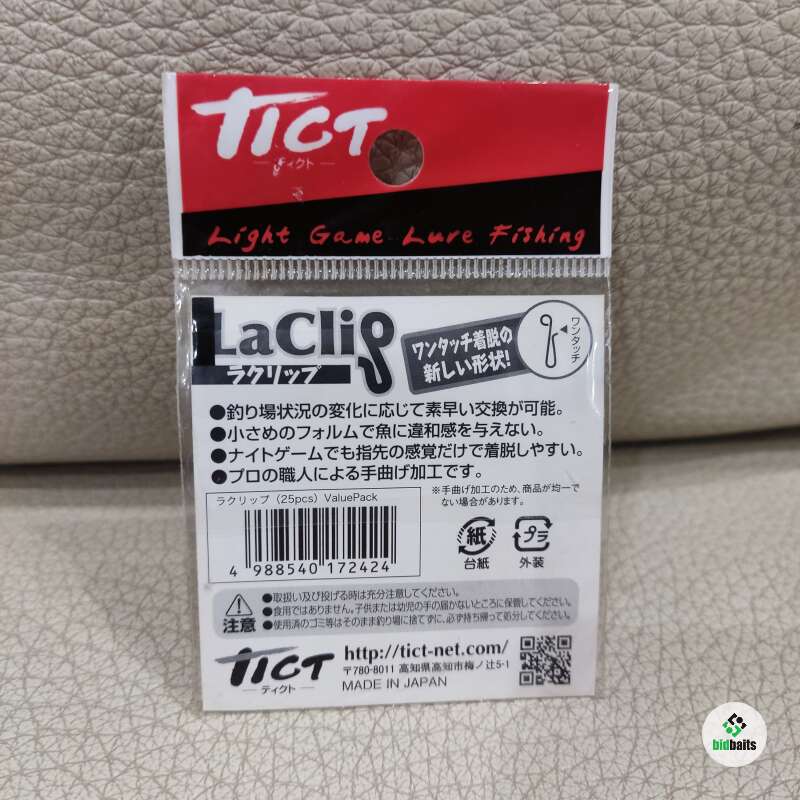 TICT
ティクト
Light Game Lure Fishing
LaClip
ラクリップ
ワンタッチ着脱の
新しい形状!
ワンタッチ
●釣り場状況の変化に応じて素早い交換が可能。
●小さめのフォルムで魚に違和感を与えない。
●ナイトゲームでも指先の感覚だけで着脱しやすい。
●プロの職人による手曲げ加工です。
※手曲げ加工のため、商品が均一で
ない場合があります。
ラクリップ（25pcs）ValuePack
4 988540 172424
紙
台紙
プラ
外装
注意
●取扱い及び投げる時は充分注意してください。
●食用ではありません。子供または幼児の手の届かないところに保管してください。
●使用済のゴミ等はそのまま釣り場に捨てずに、必ず持ち帰って処分してください。
TICT
ティクト
http://tict-net.com/
〒780-8011 高知県高知市梅ノ辻5-1
MADE IN JAPAN
bidbaits